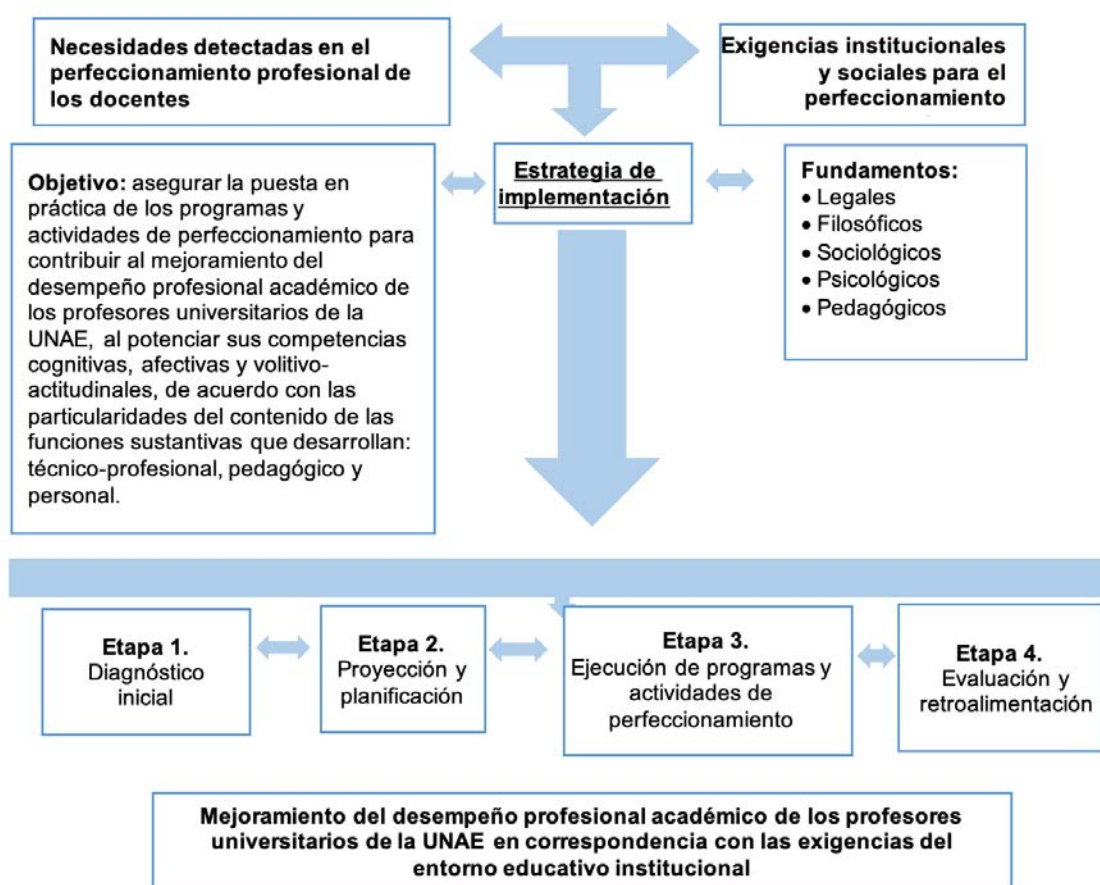 Necesidades detectadas en el
perfeccionamiento profesional de
los docentes
Exigencias institucionales
y sociales para el
perfeccionamiento
Objetivo: asegurar la puesta en
práctica de los programas y
actividades de perfeccionamiento para
contribuir al mejoramiento del
desempeño profesional académico de
los profesores universitarios de la
UNAE, al potenciar sus competencias
cognitivas, afectivas y volitivo-
actitudinales, de acuerdo con las
particularidades del contenido de las
funciones sustantivas que desarrollan:
técnico-profesional, pedagógico y
personal.
Estrategia de
implementación
Fundamentos:
• Legales
• Filosóficos
• Sociológicos
• Psicológicos
• Pedagógicos
Etapa 1.
Diagnóstico
inicial
Etapa 2.
Proyección y
planificación
Etapa 3.
Ejecución de programas y
actividades de
perfeccionamiento
Etapa 4.
Evaluación y
retroalimentación
Mejoramiento del desempeño profesional académico de los profesores
universitarios de la UNAE en correspondencia con las exigencias del
entorno educativo institucional